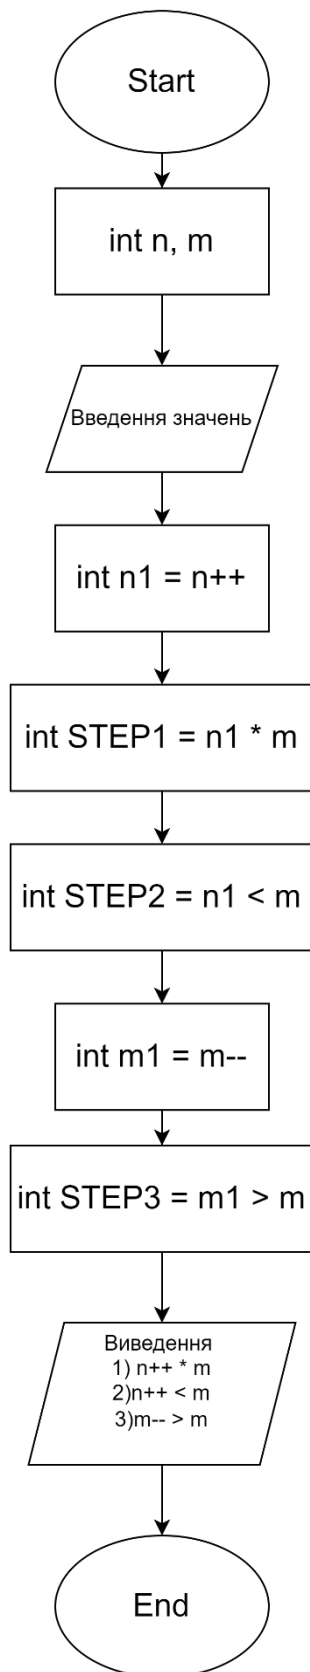 Start
int n, m
Введення значень
int n1 = n++
int STEP1 = n1 * m
int STEP2 = n1 < m
int m1 = m--
int STEP3 = m1 > m
Виведення
1) n++ * m
2)n++ < m
3)m-- > m
End